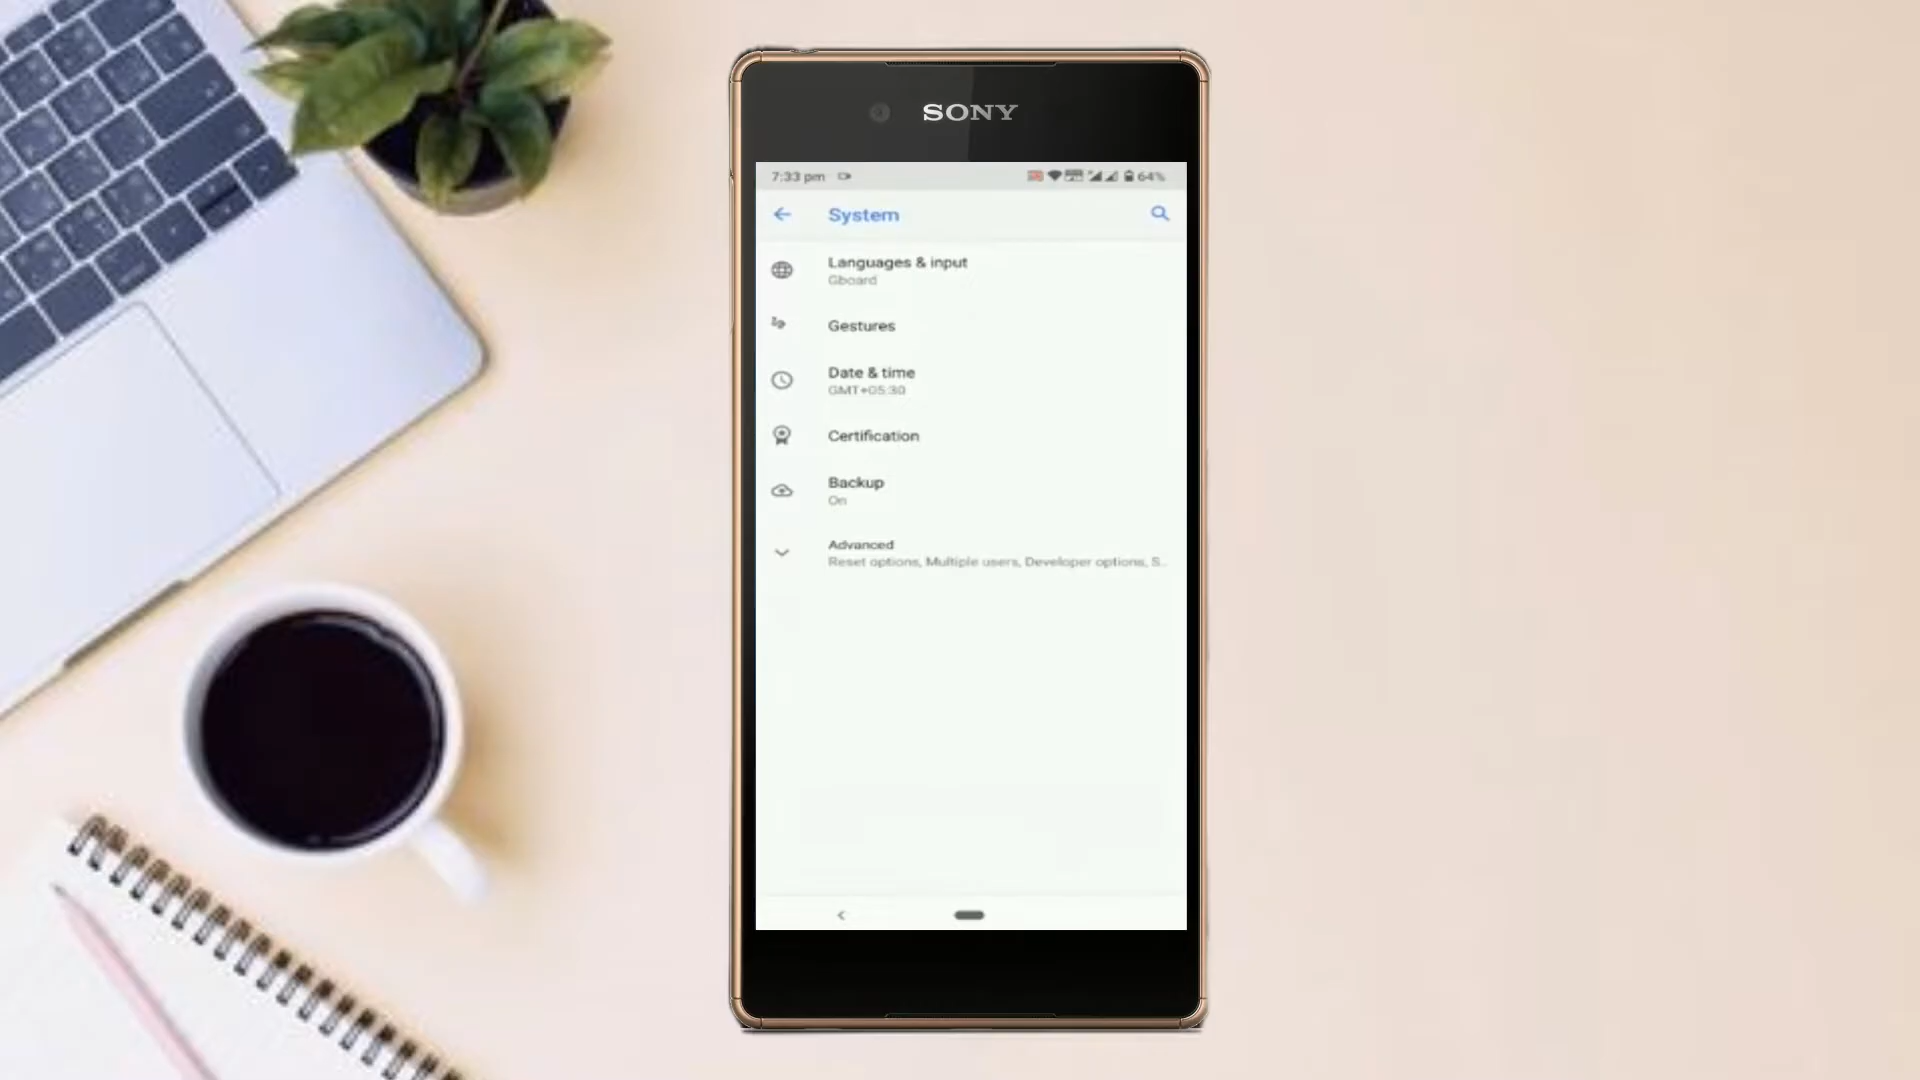 SONY
7:33 pm
64%
System
Languages & input
Gboard
Gestures
Date & time
GMT+05:30
Certification
Backup
On
Advanced
Reset options, Multiple users, Developer options, S..